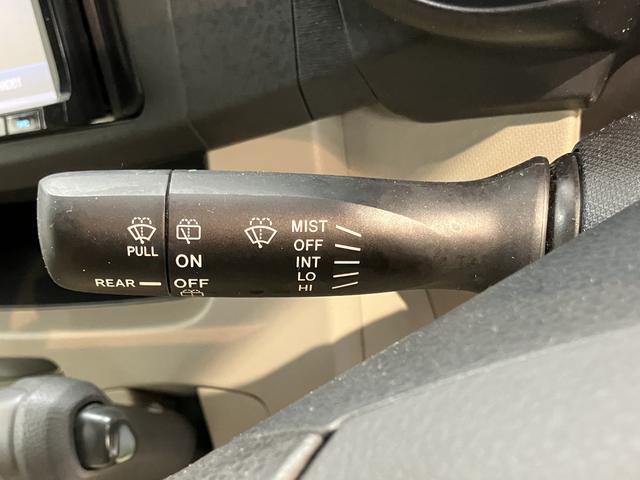 PULL
REAR
ON
OFF
MIST
OFF
INT
LO
HI